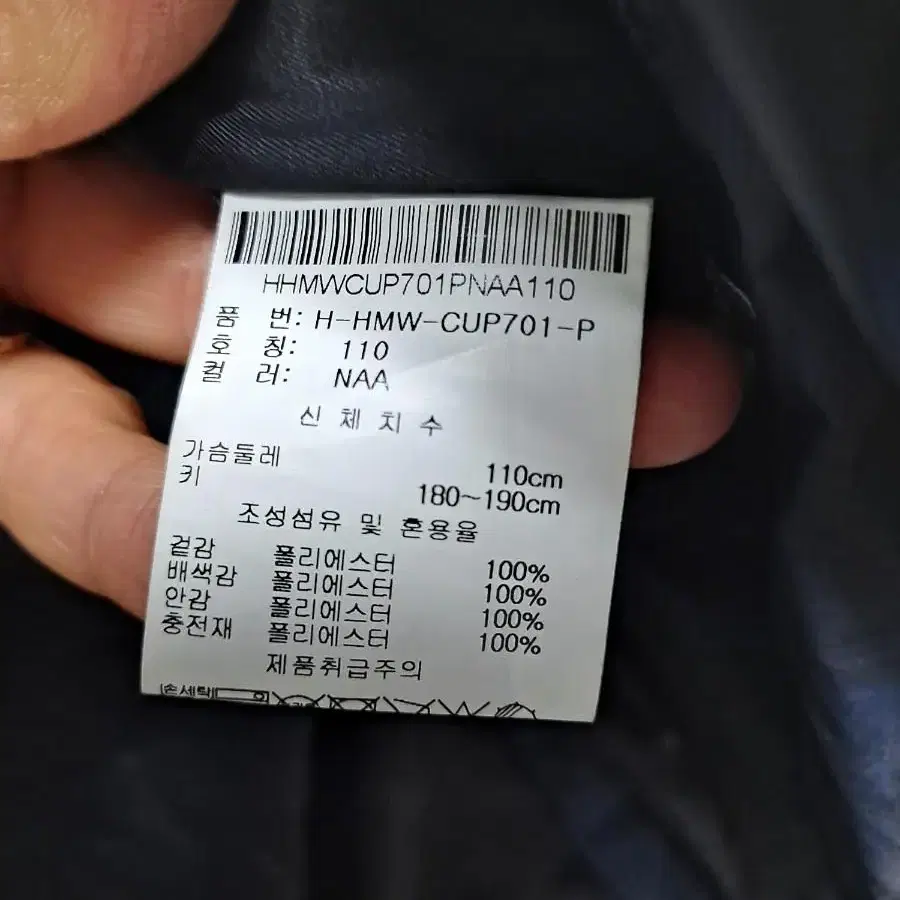 HHMWCUP701PNAA110
품 번: H-HMW-CUP701-P
호 칭: 110
컬 러: NAA
신 체 치 수
가슴둘레 110cm
키 180~190cm
조성섬유 및 혼용율
겉감 폴리에스터 100%
배색감 폴리에스터 100%
안감 폴리에스터 100%
충전재 폴리에스터 100%
제품취급주의
손세탁